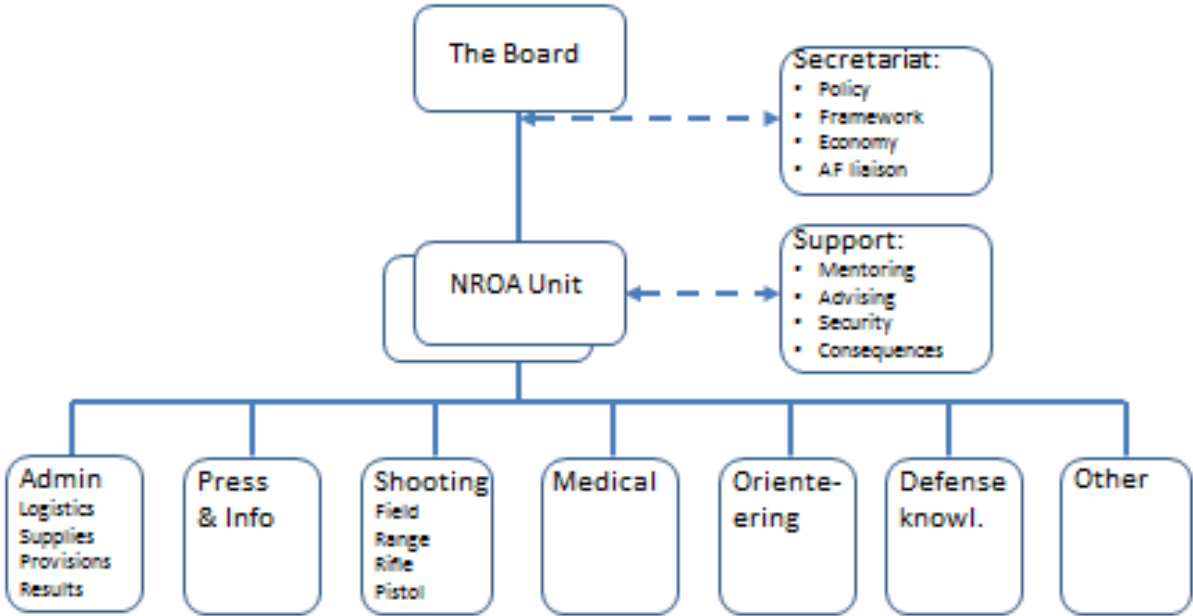 The Board
Secretariat:
• Policy
• Framework
• Economy
• AF liaison
NROA Unit
Support:
• Mentoring
• Advising
• Security
• Consequences
Admin
Logistics
Supplies
Provisions
Results
Press
& Info
Shooting
Field
Range
Rifle
Pistol
Medical
Oriente-
ering
Defense
knowl.
Other